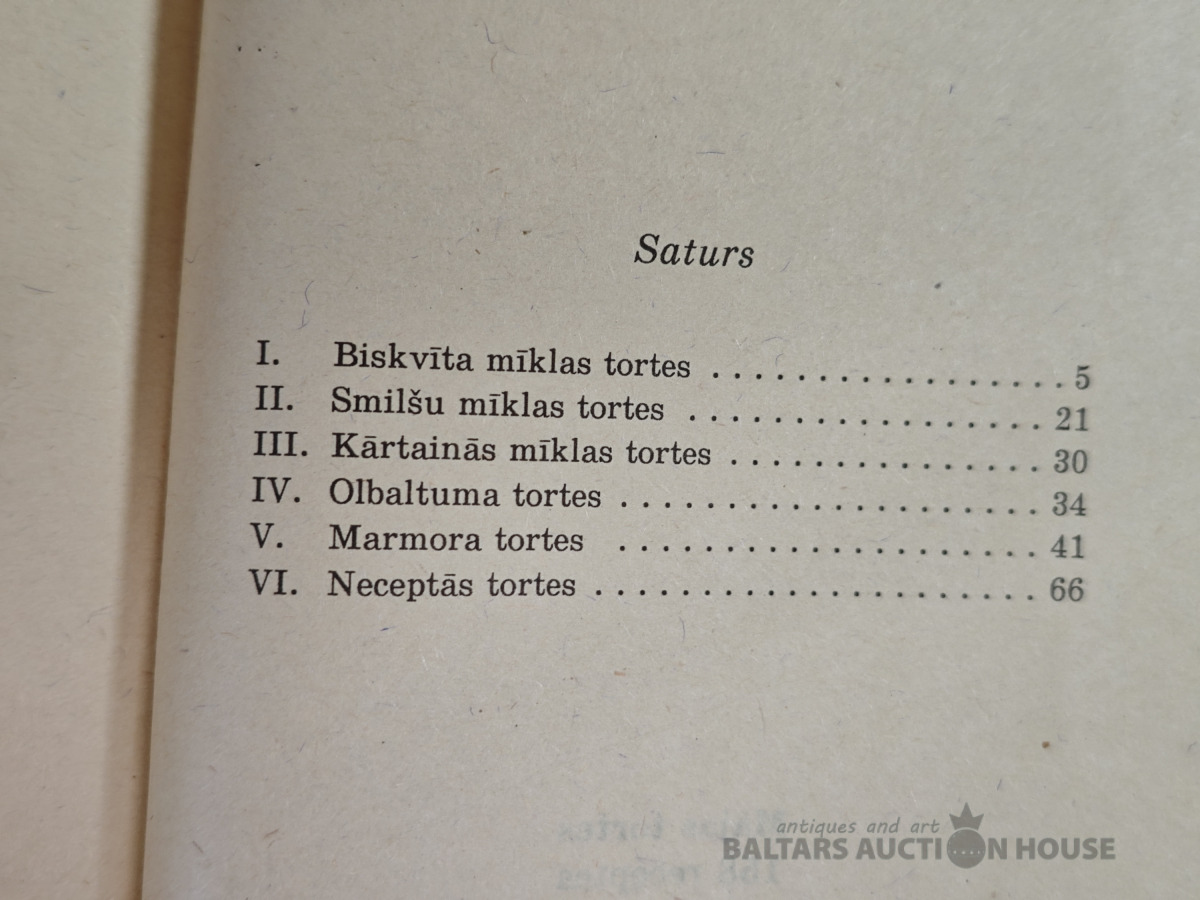 Saturs
I. Biskvīta mīklas tortes . . . . . . . . . . . . . . . . . 5
II. Smilšu mīklas tortes . . . . . . . . . . . . . . . . . 21
III. Kārtainās mīklas tortes . . . . . . . . . . . . . . . 30
IV. Olbaltuma tortes . . . . . . . . . . . . . . . . . . . . 34
V. Marmora tortes . . . . . . . . . . . . . . . . . . . . 41
VI. Neceptās tortes . . . . . . . . . . . . . . . . . . . . . 66
antiques and art
BALTARS AUCTION HOUSE